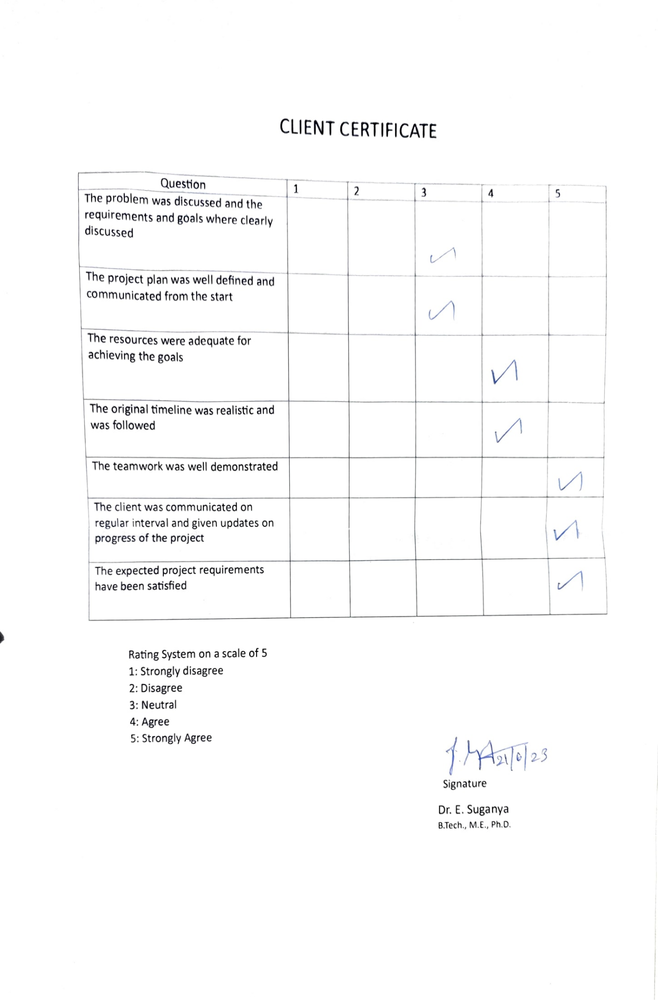 CLIENT CERTIFICATE
Question 1 2 3 4 5
The problem was discussed and the
requirements and goals where clearly
discussed
The project plan was well defined and
communicated from the start
The resources were adequate for
achieving the goals
The original timeline was realistic and
was followed
The teamwork was well demonstrated
The client was communicated on
regular interval and given updates on
progress of the project
The expected project requirements
have been satisfied
Rating System on a scale of 5
1: Strongly disagree
2: Disagree
3: Neutral
4: Agree
5: Strongly Agree
Signature
Dr. E. Suganya
B.Tech., M.E., Ph.D.